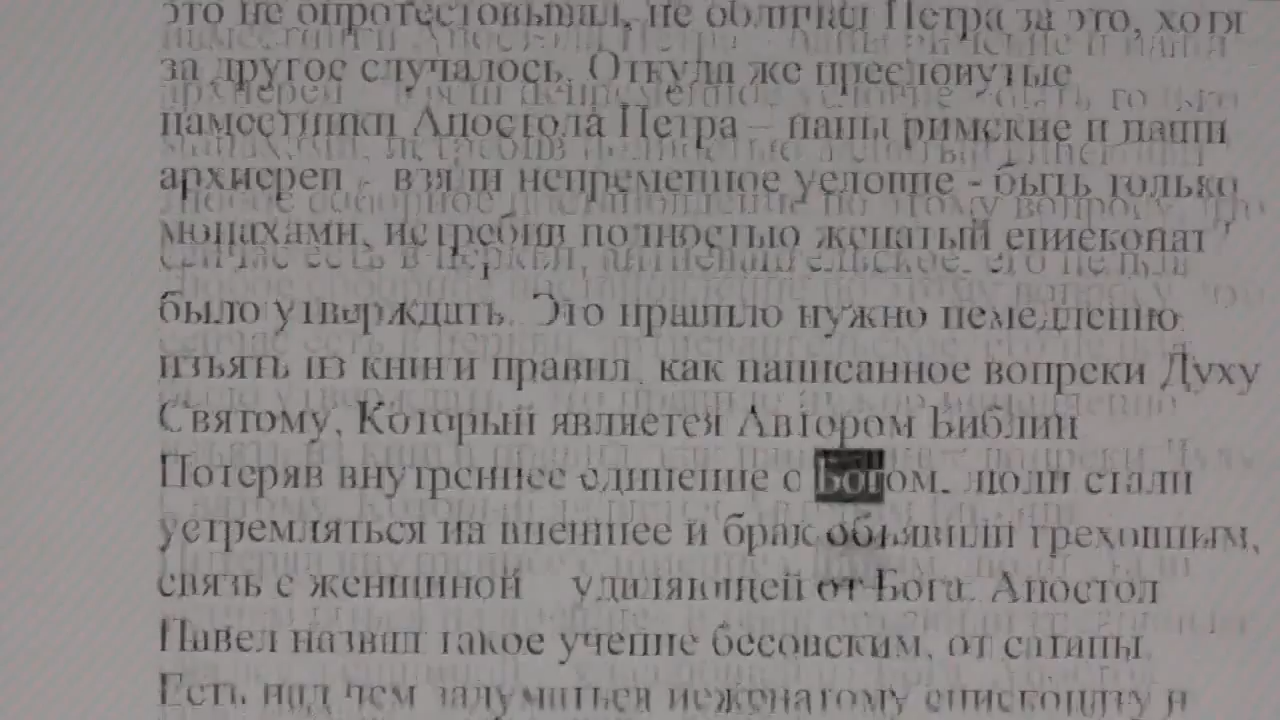 это не опротестовывал, не обличил Петра за это, хотя
за другое случалось. Откуда же пресловутые
наместники Апостола Петра – папы римские и наши
архиереи - взяли непременное условие - быть только
монахами, истребив полностью женатый епископат
было утверждать. Это правило нужно немедленно
изъять из книги правил, как написанное вопреки Духу
Святому, Который является Автором Библии
Потеряв внутреннее единение с Богом, люди стали
устремляться на внешнее и брак объявили греховным,
связь с женщиной удаляющей от Бога. Апостол
Павел назвал такое учение бесовским, от сатаны.
Есть над чем задуматься неженатому епископату и